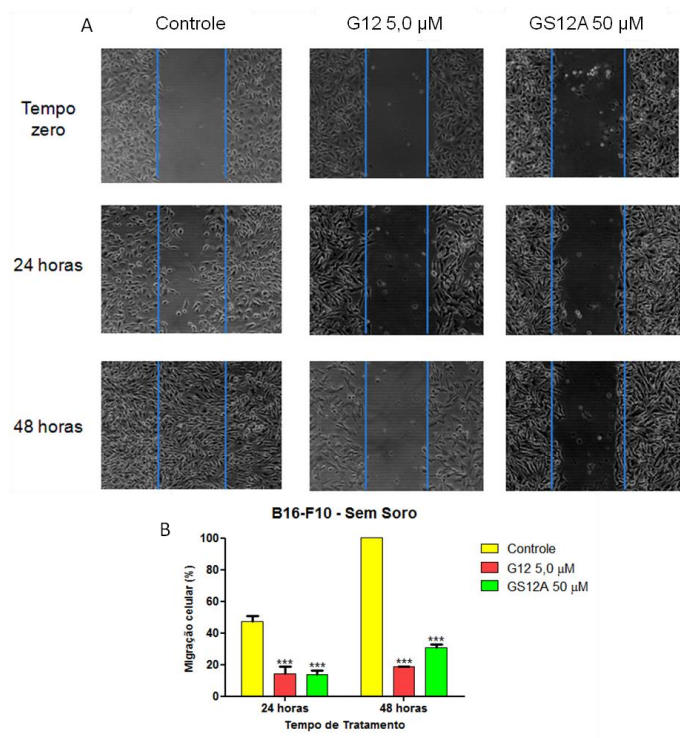 A
Controle
G12 5,0 µM
GS12A 50 µM
Tempo
zero
24 horas
48 horas
B16-F10 - Sem Soro
B
100
80
60
40
20
0
Migração celular (%)
***
***
***
***
24 horas
48 horas
Tempo de Tratamento
Controle
G12 5,0 µM
GS12A 50 µM